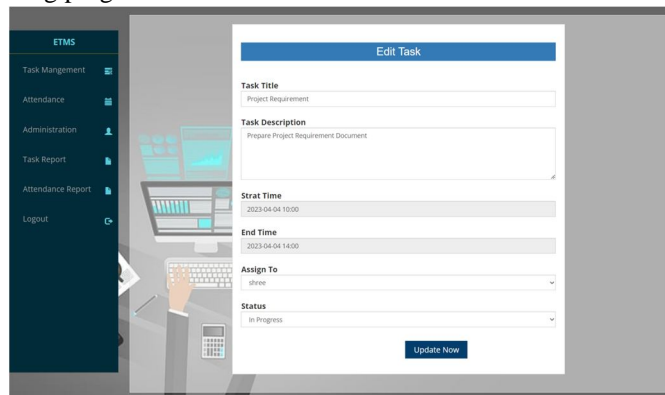 ETMS
Task Mangement
Attendance
Administration
Task Report
Attendance Report
Logout
Edit Task
Task Title
Project Requirement
Task Description
Prepare Project Requirement Document
Strat Time
2023-04-04 10:00
End Time
2023-04-04 14:00
Assign To
shree
Status
In Progress
Update Now